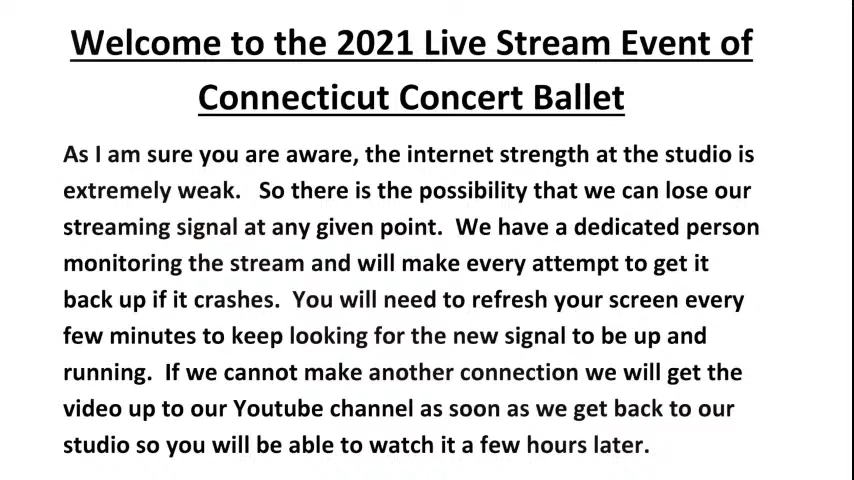 Welcome to the 2021 Live Stream Event of
Connecticut Concert Ballet
As I am sure you are aware, the internet strength at the studio is
extremely weak.   So there is the possibility that we can lose our
streaming signal at any given point.  We have a dedicated person
monitoring the stream and will make every attempt to get it
back up if it crashes.  You will need to refresh your screen every
few minutes to keep looking for the new signal to be up and
running.  If we cannot make another connection we will get the
video up to our Youtube channel as soon as we get back to our
studio so you will be able to watch it a few hours later.